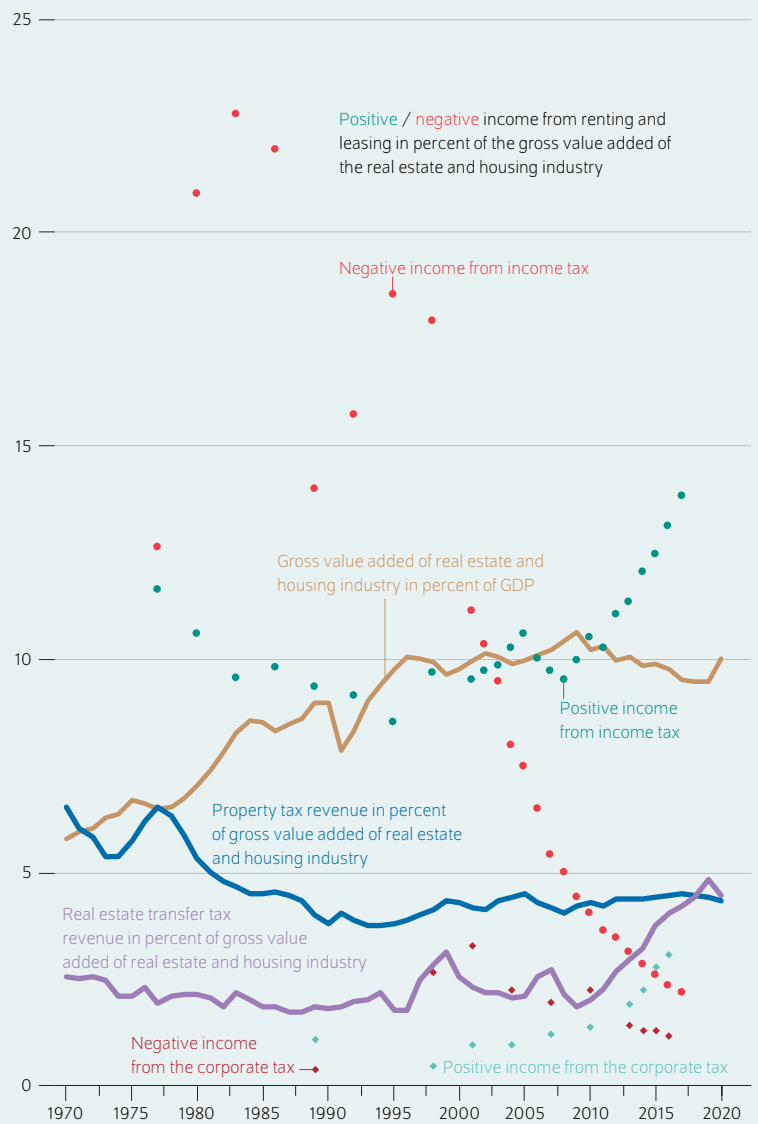 25
Positive / negative income from renting and
leasing in percent of the gross value added of
the real estate and housing industry
20
Negative income from income tax
15
Gross value added of real estate and
housing industry in percent of GDP
10
Positive income
from income tax
Property tax revenue in percent
of gross value added of real estate
and housing industry
5
Real estate transfer tax
revenue in percent of gross value
added of real estate and housing industry
Negative income
from the corporate tax
Positive income from the corporate tax
0
1970 1975 1980 1985 1990 1995 2000 2005 2010 2015 2020